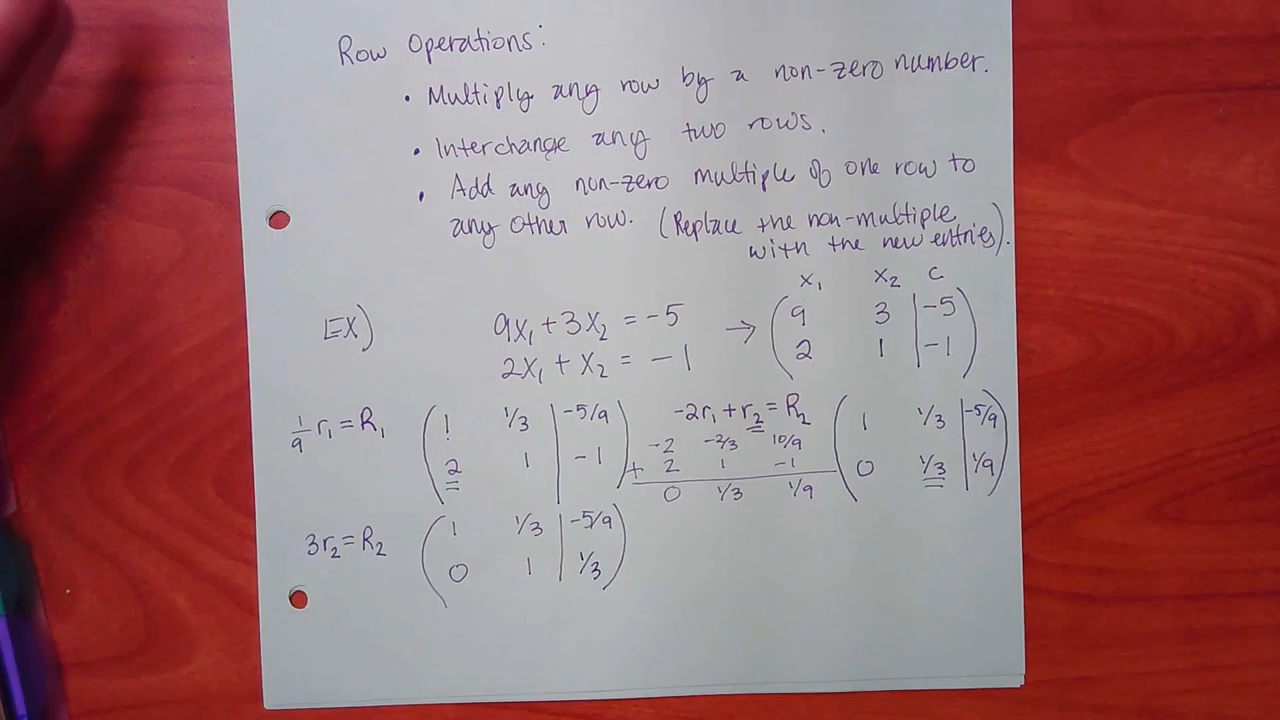 Row Operations:
• Multiply any row by a non-zero number.
• Interchange any two rows.
• Add any non-zero multiple of one row to
any other row. (Replace the non-multiple
with the new entries).
x₁ x₂ c
EX) 9x₁ + 3x₂ = -5 → ( 9 3 | -5 )
2x₁ + x₂ = -1 ( 2 1 | -1 )
1/9 r₁ = R₁ ( 1 1/3 | -5/9 ) -2r₁ + r₂ = R₂ ( 1 1/3 | -5/9 )
-2 -2/3 10/9
( 2 1 | -1 ) + 2 1 -1 ( 0 1/3 | 1/9 )
0 1/3 1/9
3r₂ = R₂ ( 1 1/3 | -5/9 )
( 0 1 | 1/3 )